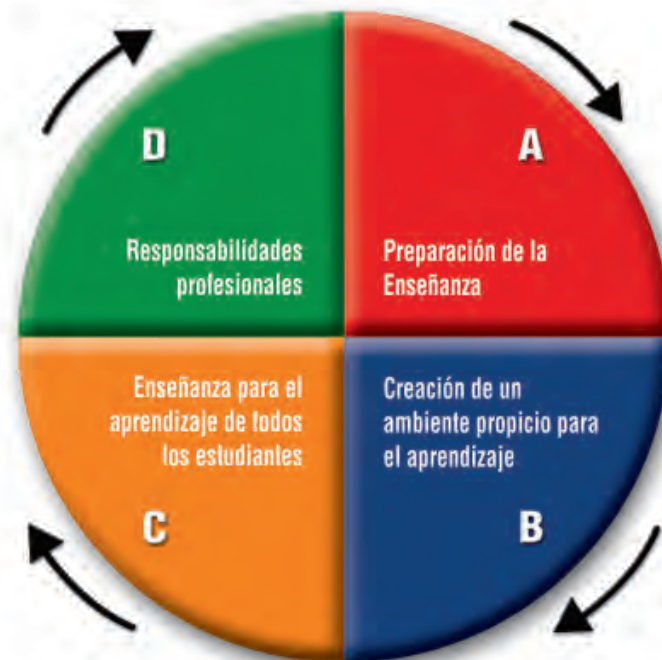 D
Responsabilidades
profesionales
A
Preparación de la
Enseñanza
Enseñanza para el
aprendizaje de todos
los estudiantes
C
Creación de un
ambiente propicio para
el aprendizaje
B